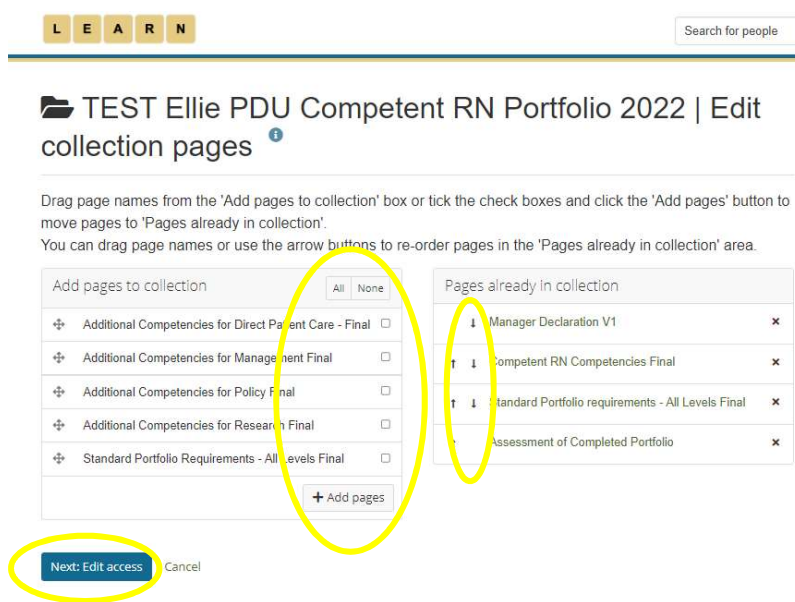 L E A R N
Search for people
TEST Ellie PDU Competent RN Portfolio 2022 | Edit
collection pages
Drag page names from the 'Add pages to collection' box or tick the check boxes and click the 'Add pages' button to
move pages to 'Pages already in collection'.
You can drag page names or use the arrow buttons to re-order pages in the 'Pages already in collection' area.
Add pages to collection
All None
Additional Competencies for Direct Patient Care - Final
Additional Competencies for Management Final
Additional Competencies for Policy Final
Additional Competencies for Research Final
Standard Portfolio Requirements - All Levels Final
+ Add pages
Pages already in collection
↓ Manager Declaration V1 ×
↑ ↓ Competent RN Competencies Final ×
↑ ↓ Standard Portfolio requirements - All Levels Final ×
↑ Assessment of Completed Portfolio ×
Next: Edit access Cancel